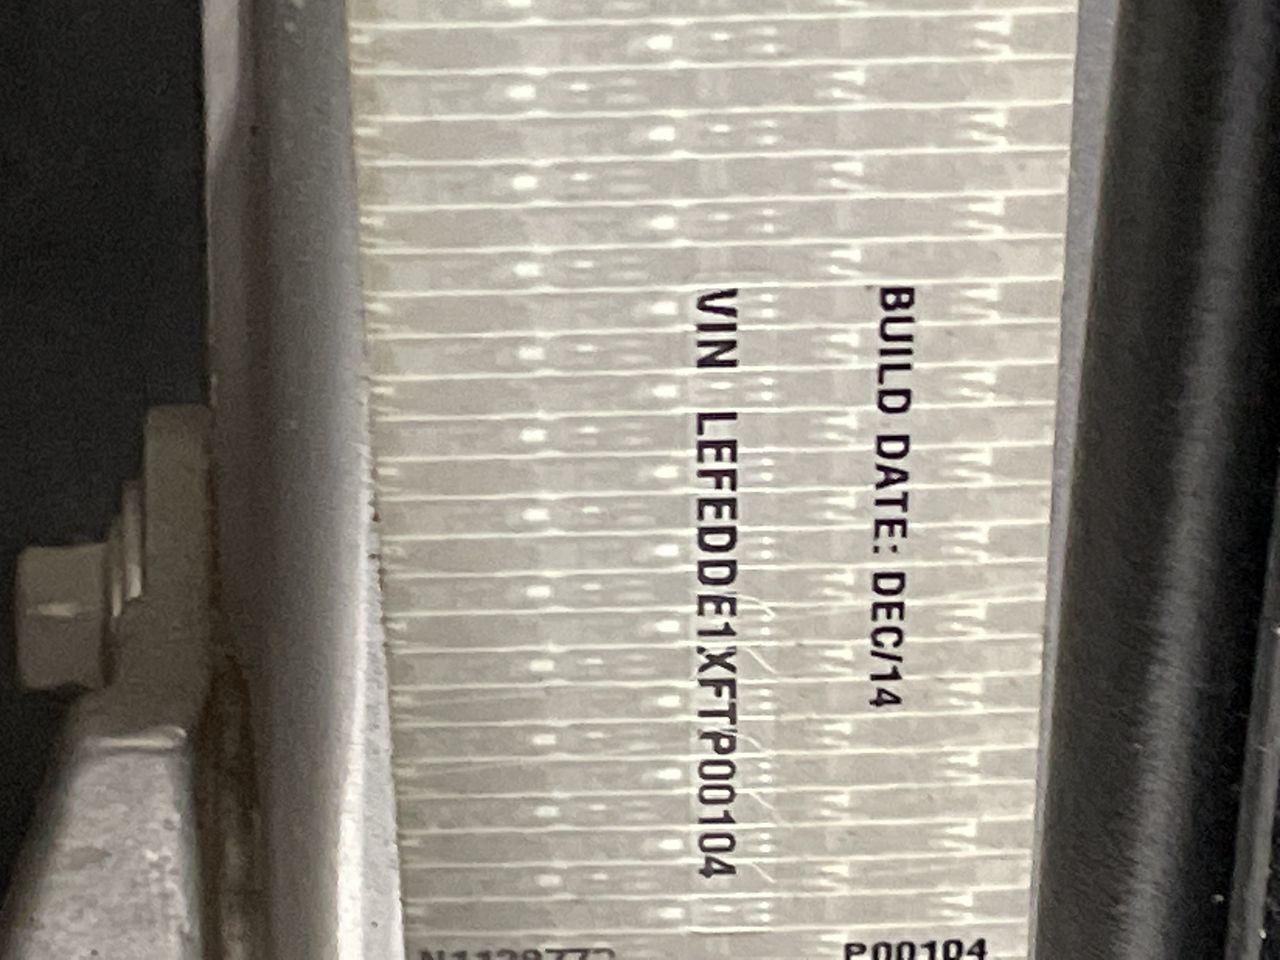 BUILD DATE: DEC/14
VIN LEFEDDE1XFTP00104
P00104